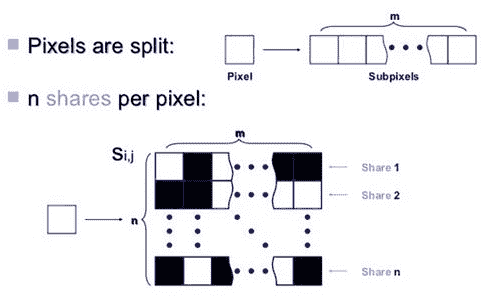 Pixels are split:
m
Pixel
Subpixels
n shares per pixel:
m
Si,j
Share 1
Share 2
n
Share n